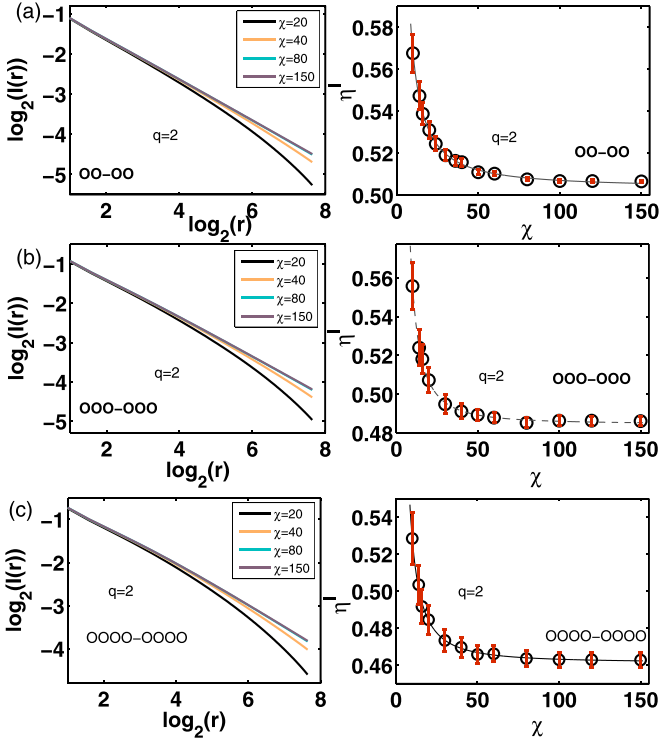 (a)
−1
−2
−3
−4
−5
log2(I(r))
q=2
OO−OO
χ=20
χ=40
χ=80
χ=150
2 4 6 8
log2(r)
0.58
0.56
0.54
0.52
0.50
η^I
q=2
OO−OO
0 50 100 150
χ
(b)
−1
−2
−3
−4
−5
log2(I(r))
q=2
OOO−OOO
χ=20
χ=40
χ=80
χ=150
2 4 6 8
log2(r)
0.56
0.54
0.52
0.50
0.48
η^I
q=2
OOO−OOO
0 50 100 150
χ
(c)
−1
−2
−3
−4
log2(I(r))
q=2
OOOO−OOOO
χ=20
χ=40
χ=80
χ=150
2 4 6 8
log2(r)
0.54
0.52
0.50
0.48
0.46
η^I
q=2
OOOO−OOOO
0 50 100 150
χ